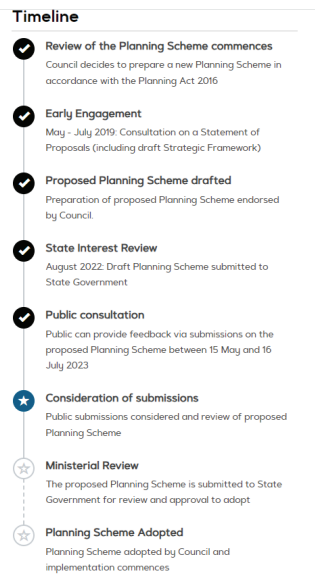 Timeline
Review of the Planning Scheme commences
Council decides to prepare a new Planning Scheme in
accordance with the Planning Act 2016
Early Engagement
May - July 2019: Consultation on a Statement of
Proposals (including draft Strategic Framework)
Proposed Planning Scheme drafted
Preparation of proposed Planning Scheme endorsed
by Council.
State Interest Review
August 2022: Draft Planning Scheme submitted to
State Government
Public consultation
Public can provide feedback via submissions on the
proposed Planning Scheme between 15 May and 16
July 2023
Consideration of submissions
Public submissions considered and review of proposed
Planning Scheme
Ministerial Review
The proposed Planning Scheme is submitted to State
Government for review and approval to adopt
Planning Scheme Adopted
Planning Scheme adopted by Council and
implementation commences